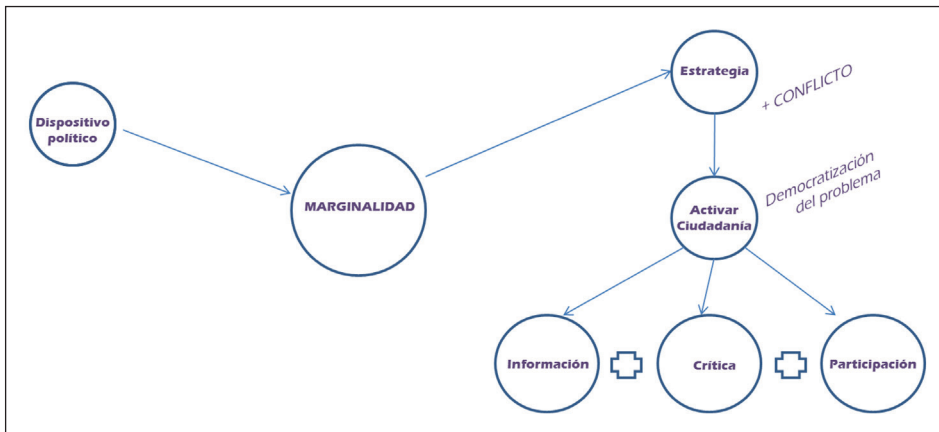 Dispositivo
político
MARGINALIDAD
Estrategia
+ CONFLICTO
Activar
Ciudadanía
Democratización
del problema
Información
Crítica
Participación